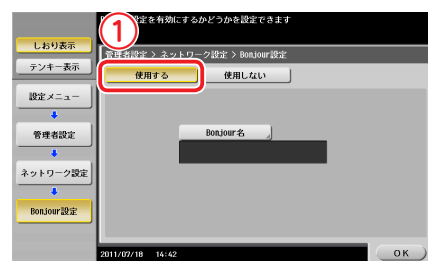 定を有効にするかどうかを設定できます
①
しおり表示
管理者設定 > ネットワーク設定 > Bonjour設定
テンキー表示
使用する
使用しない
設定メニュー
管理者設定
Bonjour名
ネットワーク設定
Bonjour設定
2011/07/18 14:42
OK